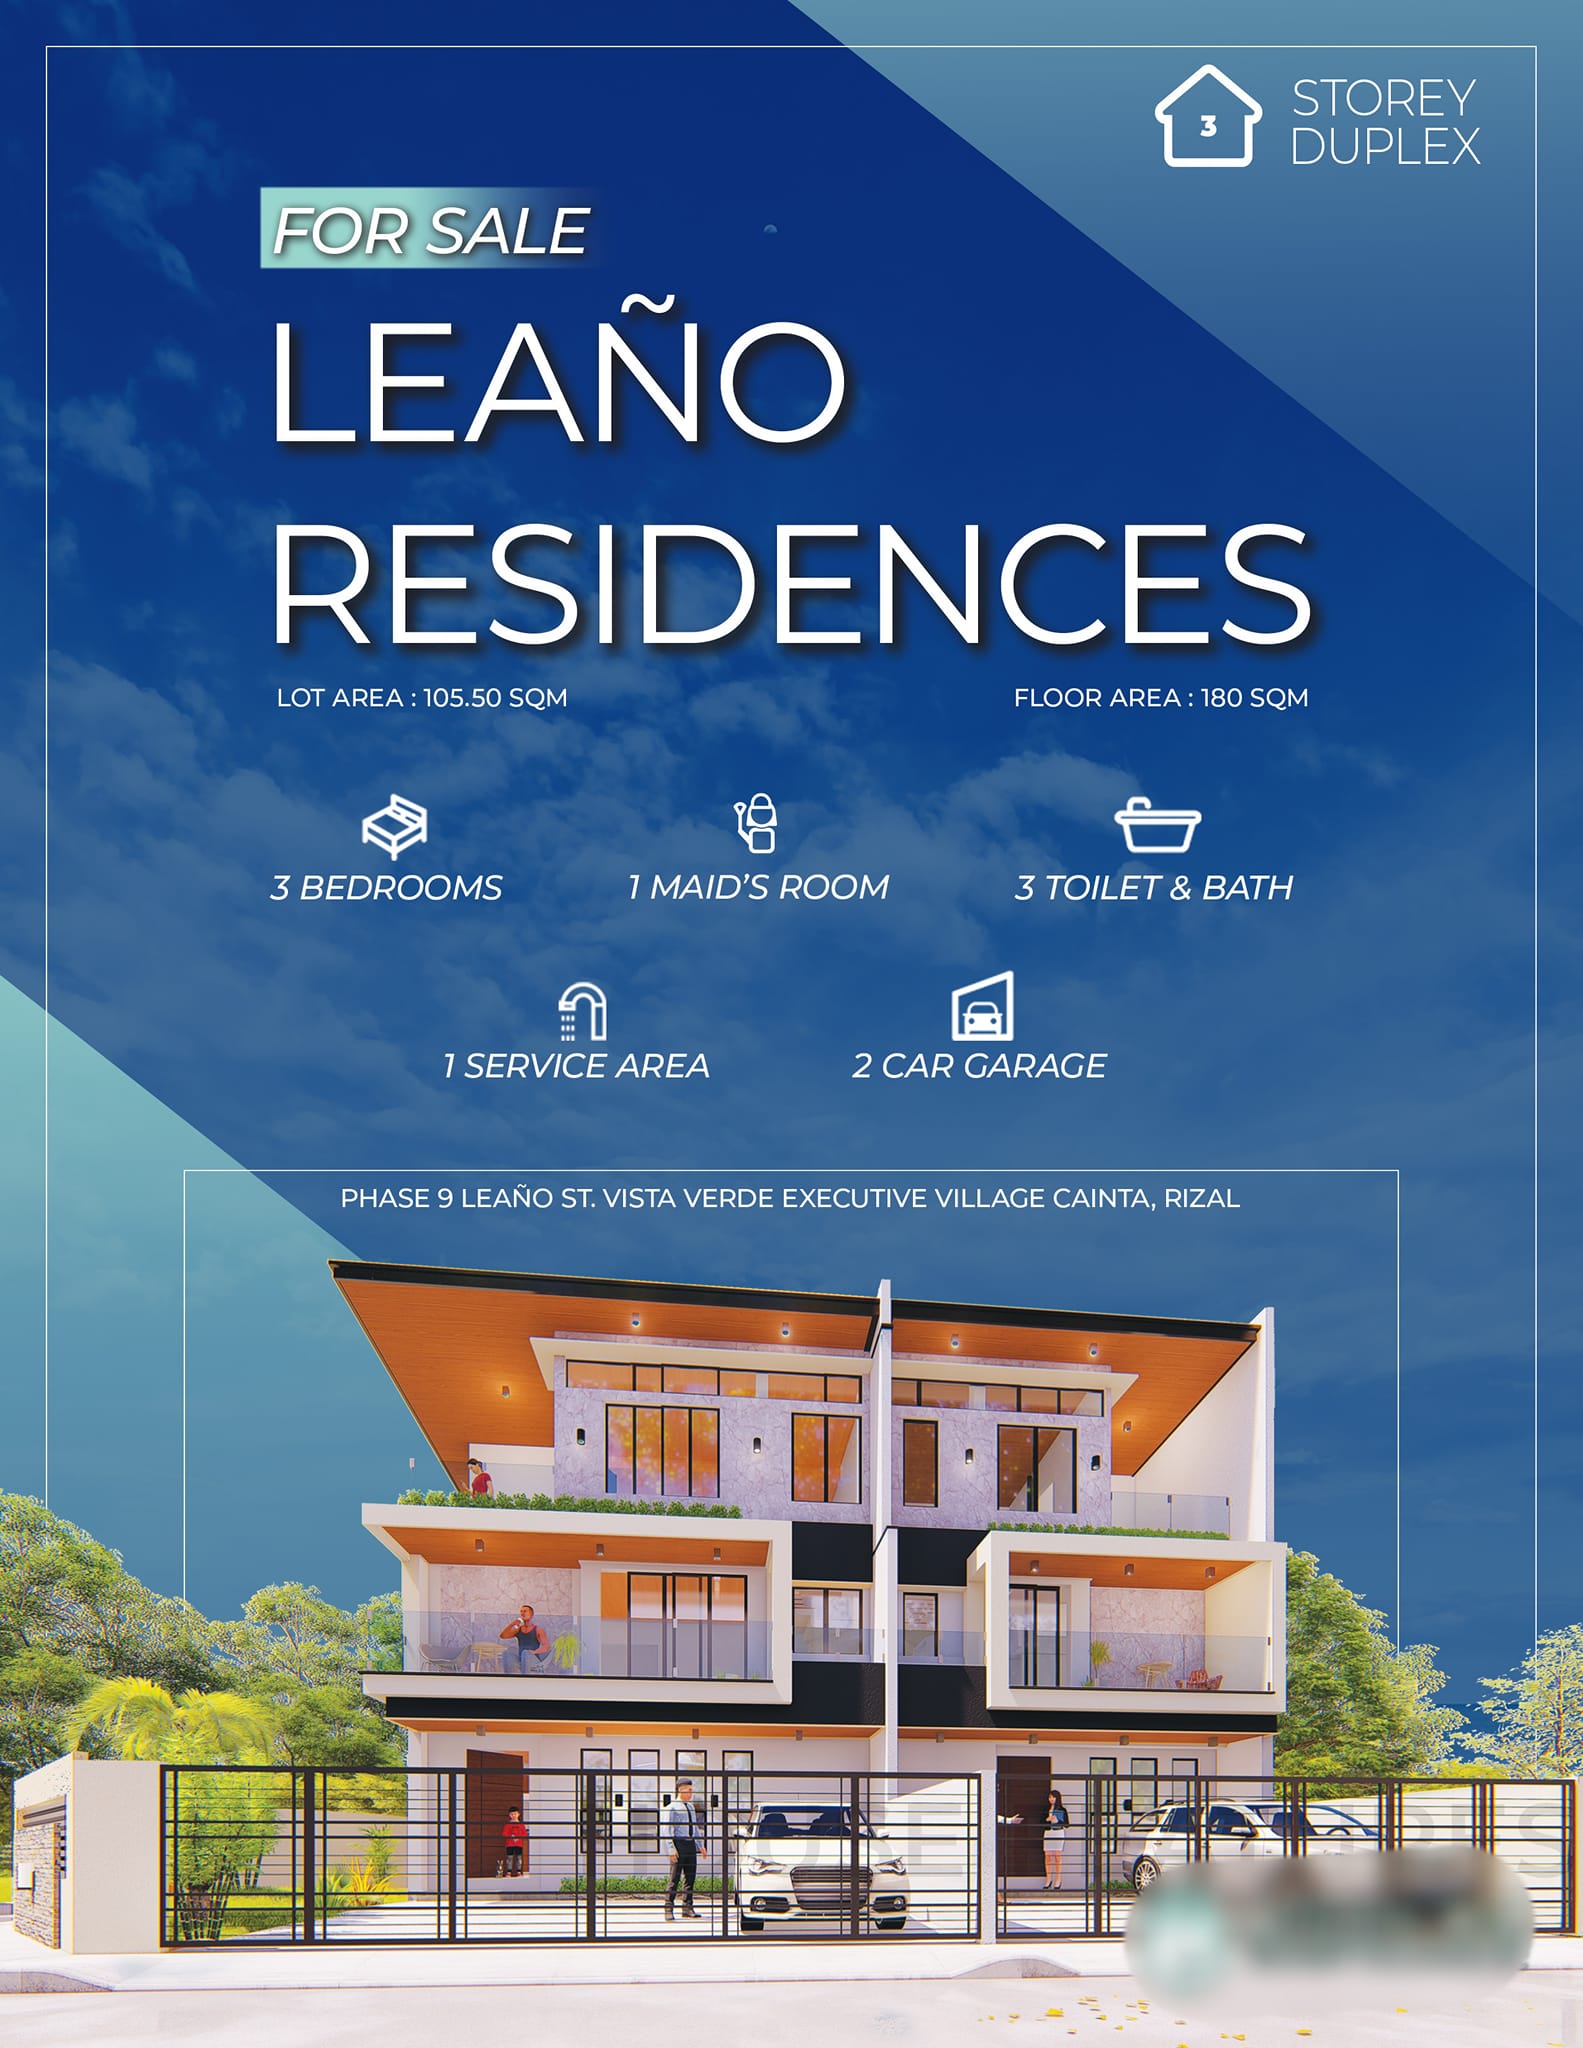 3
STOREY
DUPLEX
FOR SALE
LEAÑO
RESIDENCES
LOT AREA : 105.50 SQM
FLOOR AREA : 180 SQM
3 BEDROOMS
1 MAID'S ROOM
3 TOILET & BATH
1 SERVICE AREA
2 CAR GARAGE
PHASE 9 LEAÑO ST. VISTA VERDE EXECUTIVE VILLAGE CAINTA, RIZAL